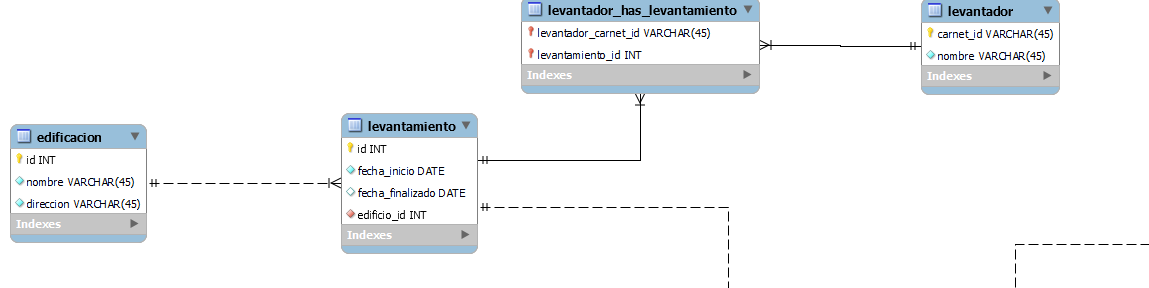 levantador_has_levantamiento
levantador_carnet_id VARCHAR(45)
levantamiento_id INT
Indexes
levantador
carnet_id VARCHAR(45)
nombre VARCHAR(45)
Indexes
edificacion
id INT
nombre VARCHAR(45)
direccion VARCHAR(45)
Indexes
levantamiento
id INT
fecha_inicio DATE
fecha_finalizado DATE
edificio_id INT
Indexes